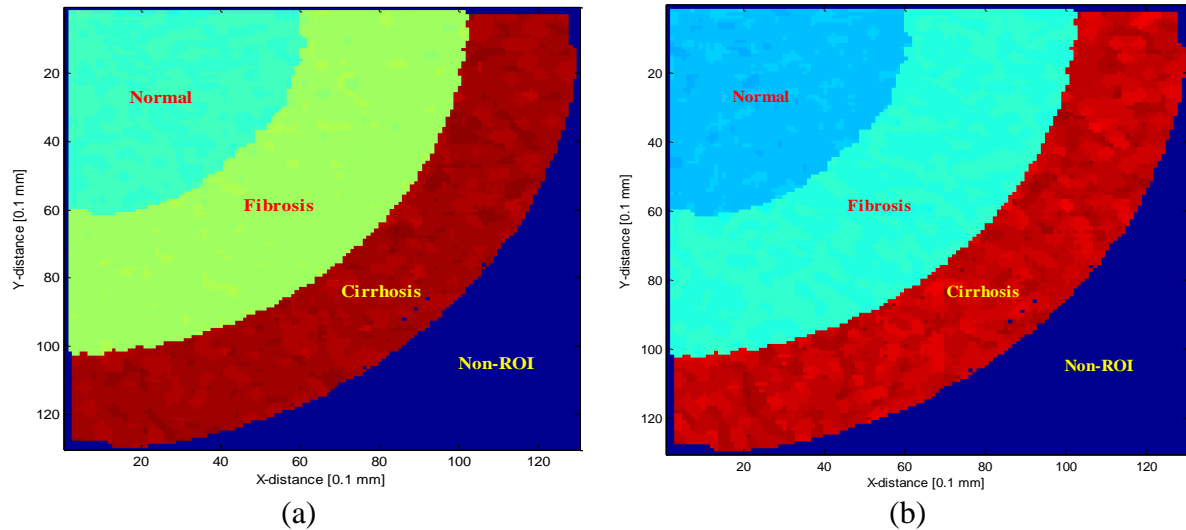 20
40
60
80
100
120
Y-distance [0.1 mm]
Normal
Fibrosis
Cirrhosis
Non-ROI
20 40 60 80 100 120
X-distance [0.1 mm]
(a)
20
40
60
80
100
120
Y-distance [0.1 mm]
Normal
Fibrosis
Cirrhosis
Non-ROI
20 40 60 80 100 120
X-distance [0.1 mm]
(b)